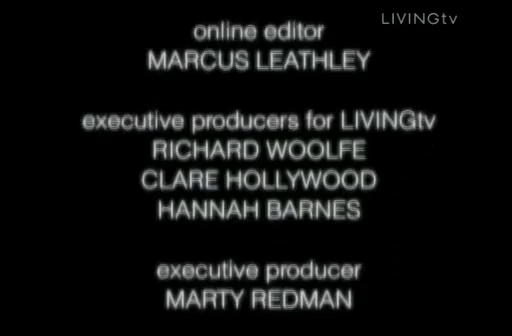 LIVINGtv
online editor
MARCUS LEATHLEY
executive producers for LIVINGtv
RICHARD WOOLFE
CLARE HOLLYWOOD
HANNAH BARNES
executive producer
MARTY REDMAN